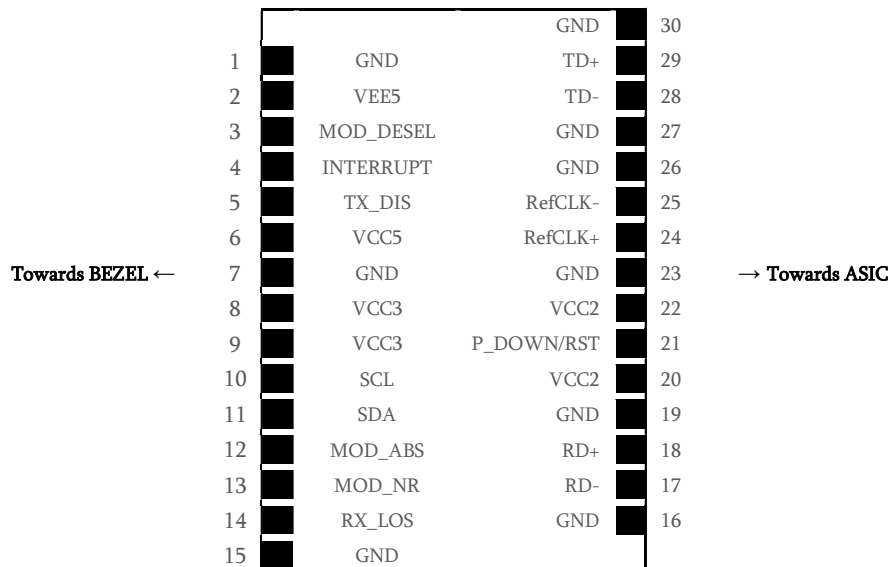 GND 30
1 GND TD+ 29
2 VEE5 TD- 28
3 MOD_DESEL GND 27
4 INTERRUPT GND 26
5 TX_DIS RefCLK- 25
6 VCC5 RefCLK+ 24
Towards BEZEL ← 7 GND GND 23 → Towards ASIC
8 VCC3 VCC2 22
9 VCC3 P_DOWN/RST 21
10 SCL VCC2 20
11 SDA GND 19
12 MOD_ABS RD+ 18
13 MOD_NR RD- 17
14 RX_LOS GND 16
15 GND